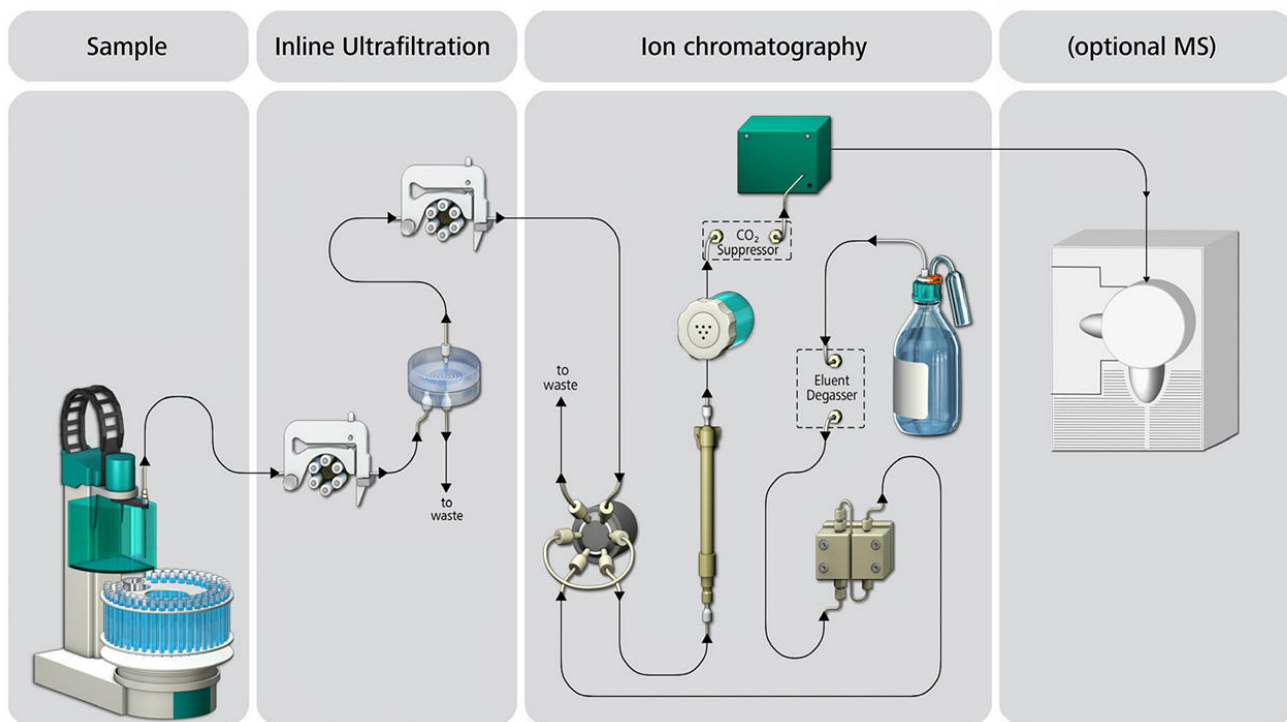 Sample
Inline Ultrafiltration
Ion chromatography
(optional MS)
CO₂
Suppressor
to
waste
Eluent
Degasser
to
waste